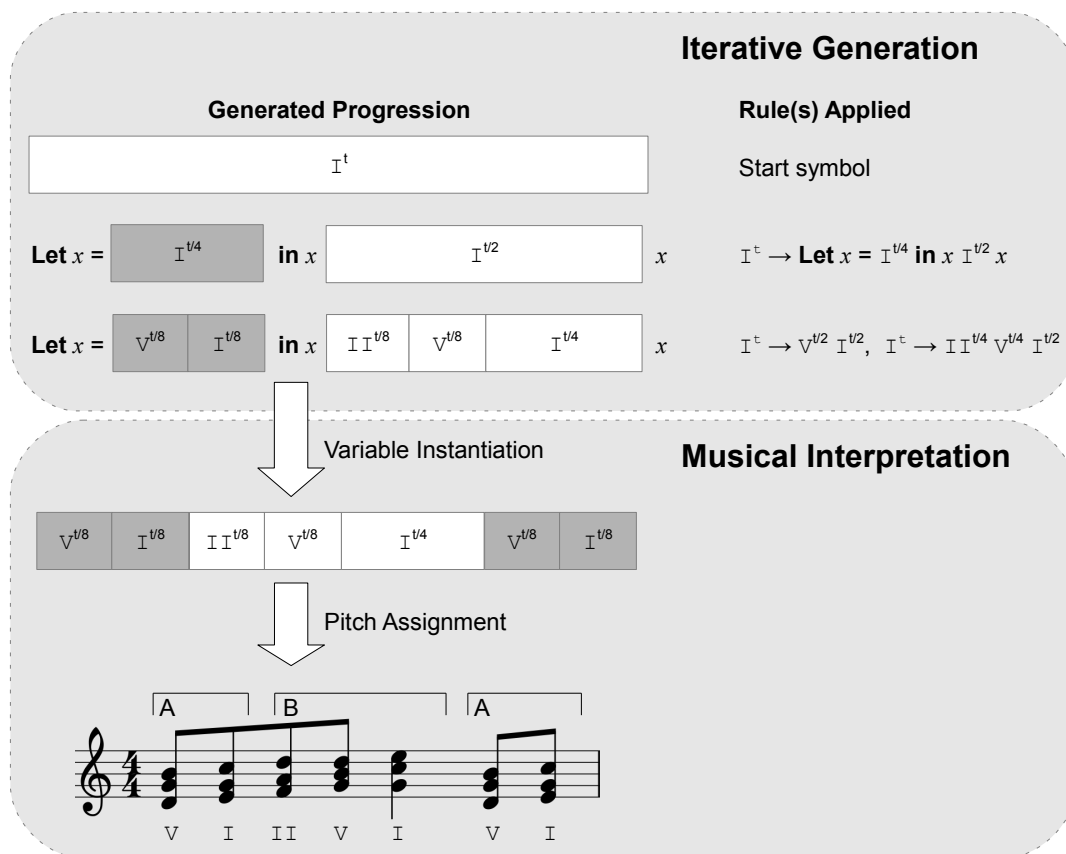 Iterative Generation
Generated Progression Rule(s) Applied
I^t Start symbol
Let x = I^t/4 in x I^t/2 x I^t → Let x = I^t/4 in x I^t/2 x
Let x = V^t/8 I^t/8 in x II^t/8 V^t/8 I^t/4 x I^t → V^t/2 I^t/2, I^t → II^t/4 V^t/4 I^t/2
Variable Instantiation
Musical Interpretation
V^t/8 I^t/8 II^t/8 V^t/8 I^t/4 V^t/8 I^t/8
Pitch Assignment
A B A
4
4
V I II V I V I